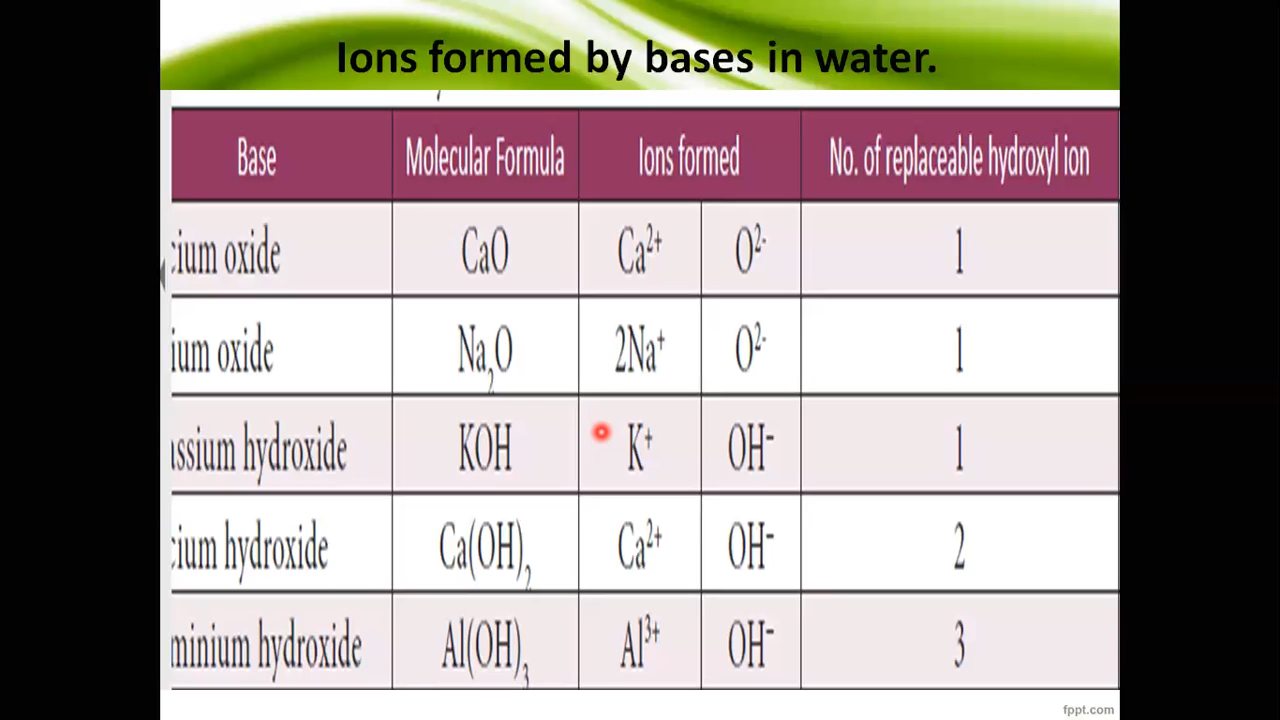 Ions formed by bases in water.
Base Molecular Formula Ions formed No. of replaceable hydroxyl ion
cium oxide CaO Ca²⁺ O²⁻ 1
ium oxide Na₂O 2Na⁺ O²⁻ 1
assium hydroxide KOH K⁺ OH⁻ 1
cium hydroxide Ca(OH)₂ Ca²⁺ OH⁻ 2
minium hydroxide Al(OH)₃ Al³⁺ OH⁻ 3
fppt.com